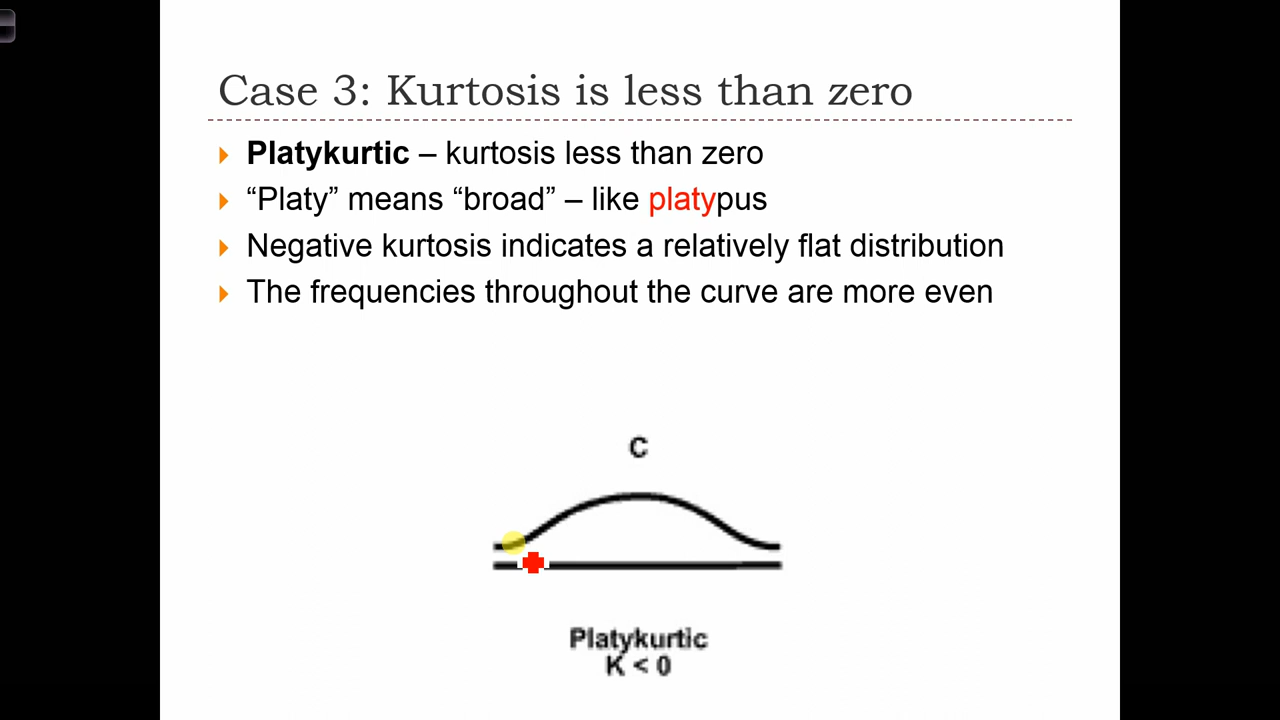 Case 3: Kurtosis is less than zero
Platykurtic – kurtosis less than zero
“Platy” means “broad” – like platypus
Negative kurtosis indicates a relatively flat distribution
The frequencies throughout the curve are more even
C
Platykurtic
K < 0